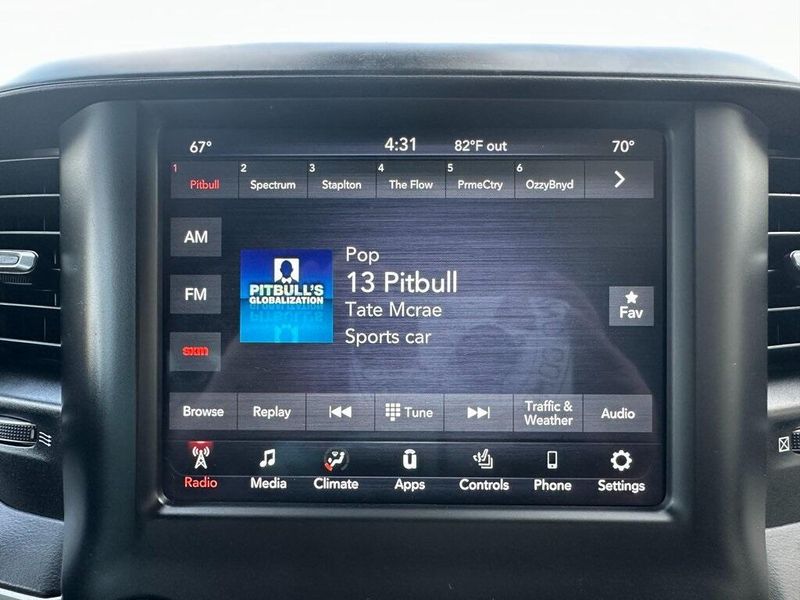 67° 4:31 82°F out 70°
1 2 3 4 5 6
Pitbull Spectrum Staplton The Flow PrmeCtry OzzyBnyd
AM
Pop
13 Pitbull
Tate Mcrae
Sports car
PITBULL'S
GLOBALIZATION
FM
Fav
sxm
Browse Replay Tune Traffic & Weather Audio
Radio Media Climate Apps Controls Phone Settings